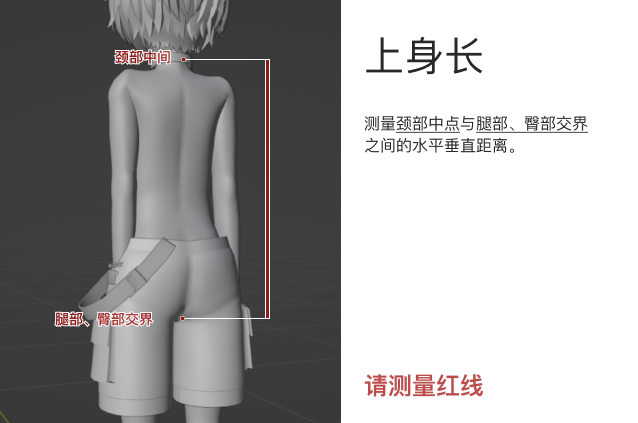 颈部中间
腿部、臀部交界
上身长
测量颈部中点与腿部、臀部交界
之间的水平垂直距离。
请测量红线